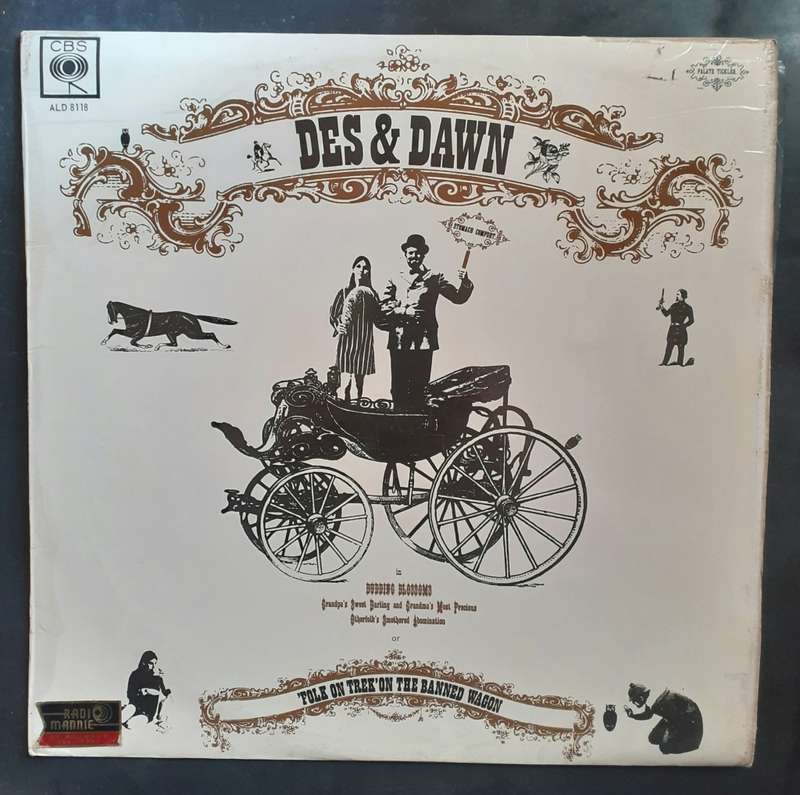 CBS
ALD 8118
PALATE TICKLER
DES & DAWN
STOMACH COMFORT
in
BUDDING BLOSSOMS
Grandpa's Sweet Darling and Grandma's Most Precious
Otherfolk's Smothered Abomination
or
'FOLK ON TREK' ON THE BANNED WAGON
RADIO
MANNIE